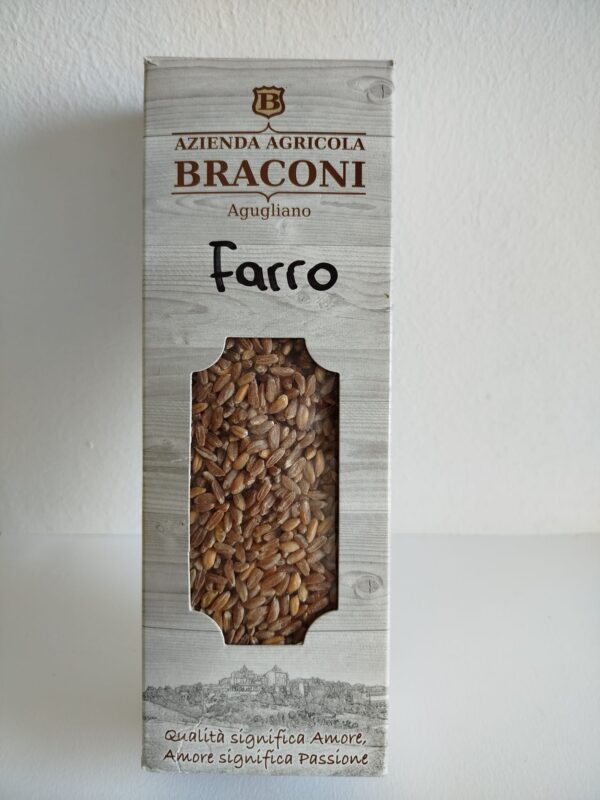 B
AZIENDA AGRICOLA
BRACONI
Agugliano
Farro
Qualità significa Amore,
Amore significa Passione